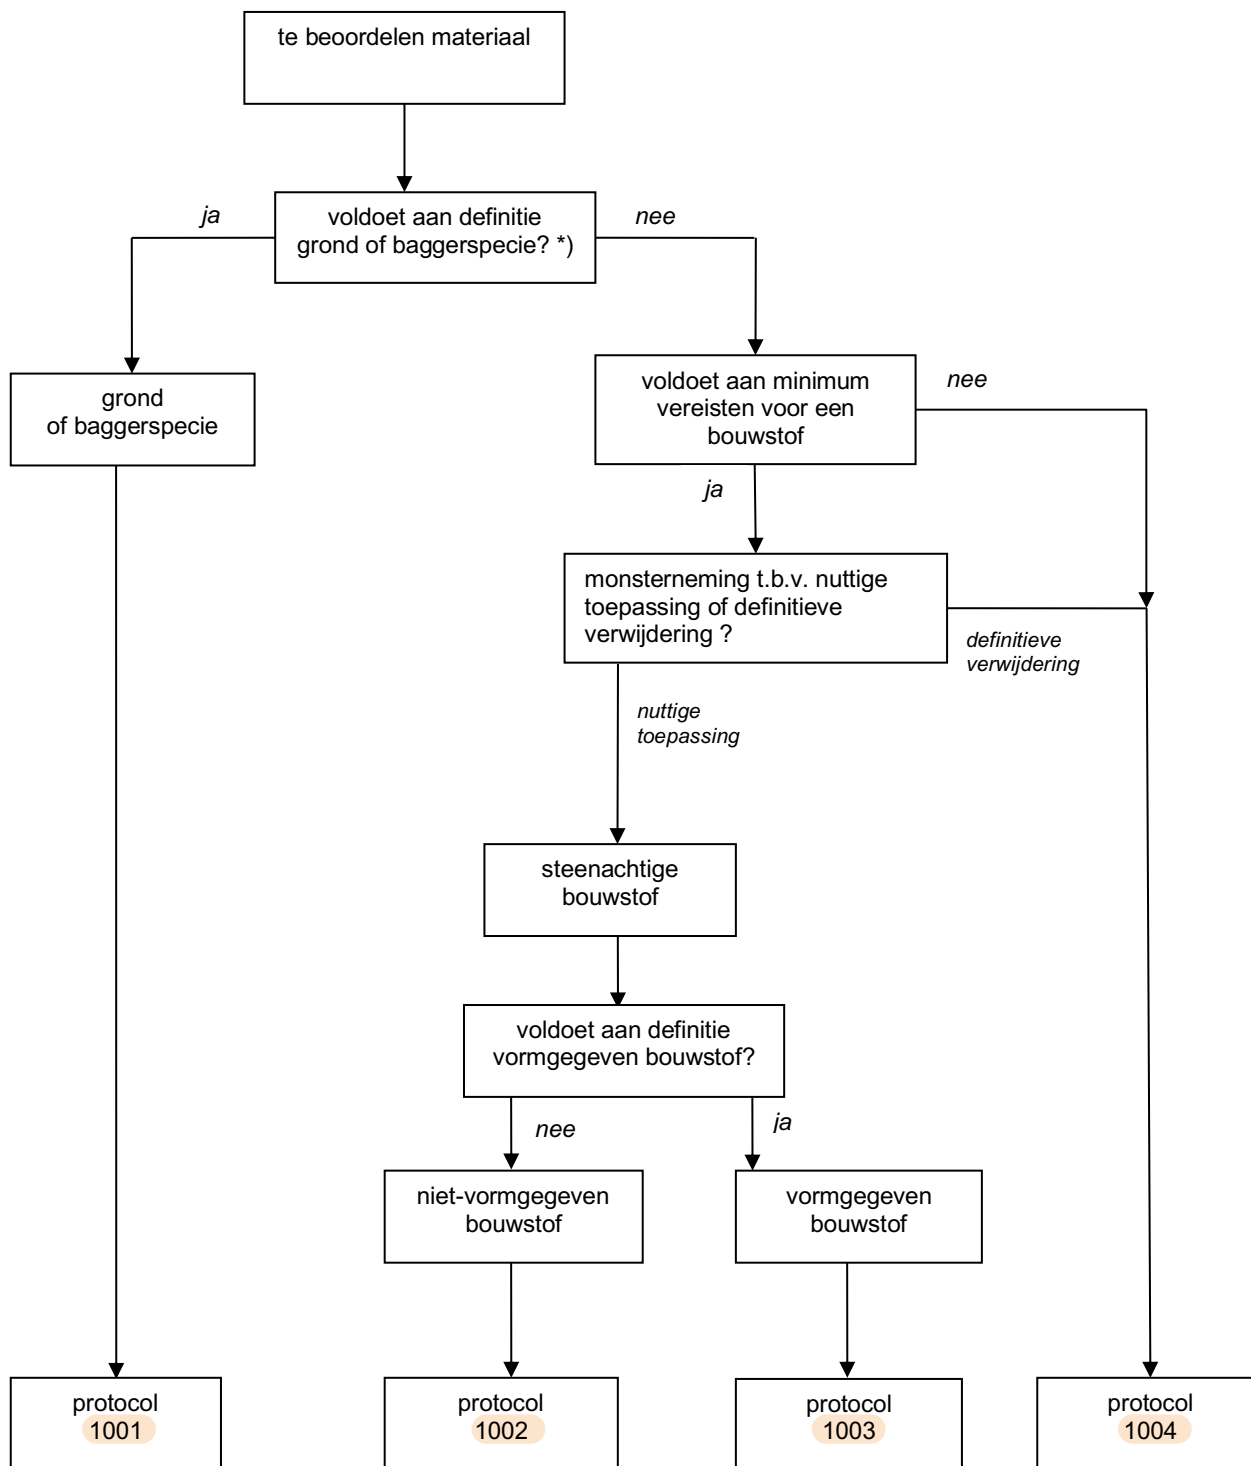 te beoordelen materiaal
ja
voldoet aan definitie
grond of baggerspecie? *)
nee
grond
of baggerspecie
voldoet aan minimum
vereisten voor een
bouwstof
nee
ja
monsterneming t.b.v. nuttige
toepassing of definitieve
verwijdering ?
definitieve
verwijdering
nuttige
toepassing
steenachtige
bouwstof
voldoet aan definitie
vormgegeven bouwstof?
nee
ja
niet-vormgegeven
bouwstof
vormgegeven
bouwstof
protocol
1001
protocol
1002
protocol
1003
protocol
1004